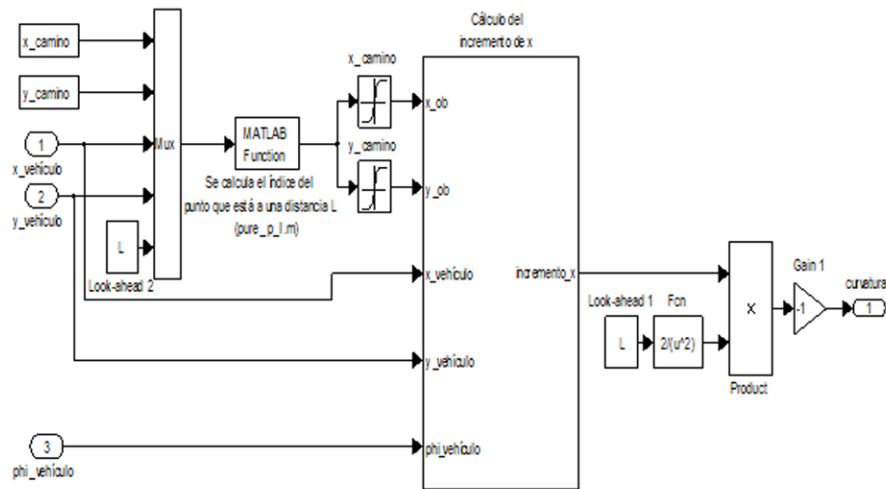 Cálculo del
incremento de x
x_camino
y_camino
1
x_vehículo
2
y_vehículo
L
Look-ahead 2
Mux
MATLAB
Function
Se calcula el índice del
punto que está a una distancia L
(pure_p_l.m)
x_camino
y_camino
x_ob
y_ob
x_vehículo
y_vehículo
phi_vehículo
incremento_x
3
phi_vehículo
Look-ahead 1
L
Fcn
2/(u^2)
X
Product
Gain 1
-1
curvatura
1